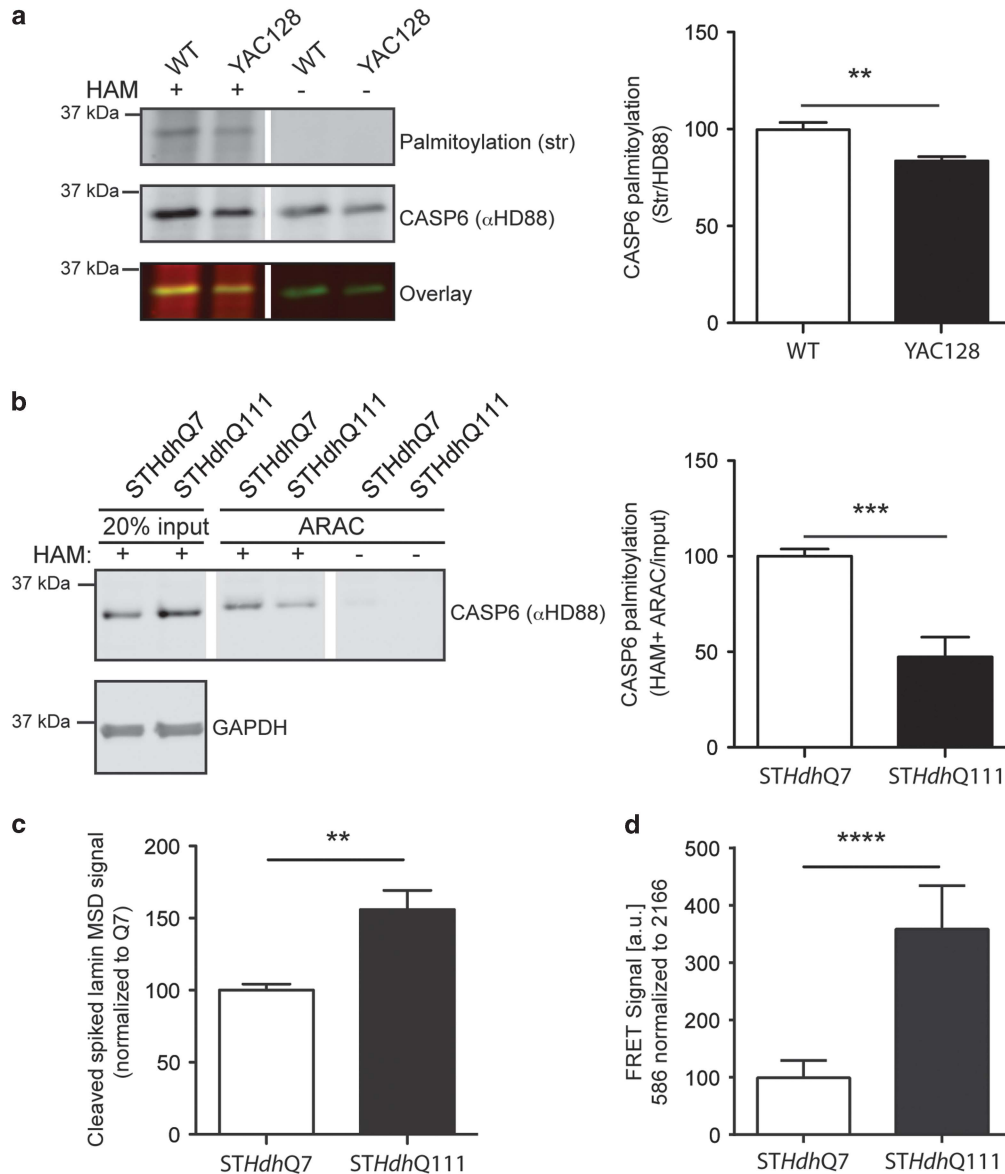 a
WT YAC128 WT YAC128
HAM + + - -
37 kDa
Palmitoylation (str)
37 kDa
CASP6 (αHD88)
37 kDa
Overlay
CASP6 palmitoylation
(Str/HD88)
150
100
50
0
**
WT YAC128
b
STHdhQ7 STHdhQ111 STHdhQ7 STHdhQ111 STHdhQ7 STHdhQ111
20% input ARAC
HAM: + + + + - -
37 kDa
CASP6 (αHD88)
37 kDa
GAPDH
CASP6 palmitoylation
(HAM+ ARAC/input)
150
100
50
0
***
STHdhQ7 STHdhQ111
c
Cleaved spiked lamin MSD signal
(normalized to Q7)
200
150
100
50
0
**
STHdhQ7 STHdhQ111
d
FRET Signal [a.u.]
586 normalized to 2166
500
400
300
200
100
0
****
STHdhQ7 STHdhQ111